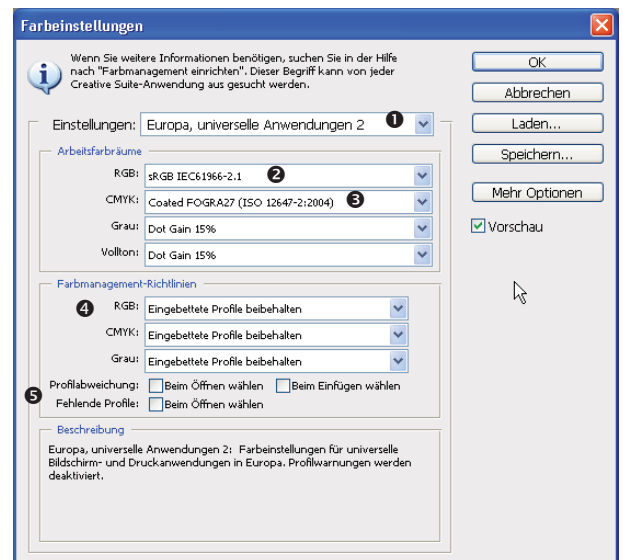 Farbeinstellungen
Wenn Sie weitere Informationen benötigen, suchen Sie in der Hilfe
nach "Farbmanagement einrichten". Dieser Begriff kann von jeder
Creative Suite-Anwendung aus gesucht werden.
OK
Abbrechen
Laden...
Speichern...
Mehr Optionen
Vorschau
Einstellungen: Europa, universelle Anwendungen 2 ❶
Arbeitsfarbräume
RGB: sRGB IEC61966-2.1 ❷
CMYK: Coated FOGRA27 (ISO 12647-2:2004) ❸
Grau: Dot Gain 15%
Vollton: Dot Gain 15%
Farbmanagement-Richtlinien
❹ RGB: Eingebettete Profile beibehalten
CMYK: Eingebettete Profile beibehalten
Grau: Eingebettete Profile beibehalten
Profilabweichung: Beim Öffnen wählen Beim Einfügen wählen
❺ Fehlende Profile: Beim Öffnen wählen
Beschreibung
Europa, universelle Anwendungen 2: Farbeinstellungen für universelle
Bildschirm- und Druckanwendungen in Europa. Profilwarnungen werden
deaktiviert.